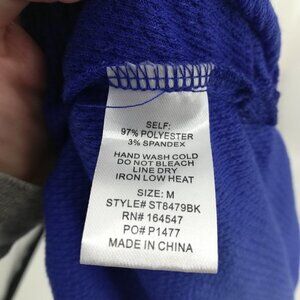 SELF:
97% POLYESTER
3% SPANDEX
HAND WASH COLD
DO NOT BLEACH
LINE DRY
IRON LOW HEAT
SIZE: M
STYLE# ST8479BK
RN# 164547
PO# P1477
MADE IN CHINA